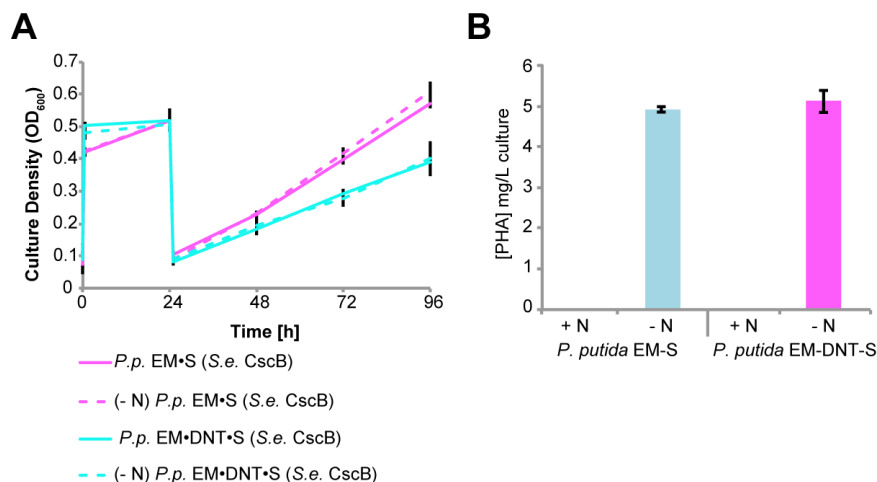 A
Culture Density (OD600)
0.7
0.6
0.5
0.4
0.3
0.2
0.1
0
0 24 48 72 96
Time [h]
P.p. EM•S (S.e. CscB)
(- N) P.p. EM•S (S.e. CscB)
P.p. EM•DNT•S (S.e. CscB)
(- N) P.p. EM•DNT•S (S.e. CscB)
B
[PHA] mg/L culture
6
5
4
3
2
1
0
+ N - N + N - N
P. putida EM-S P. putida EM-DNT-S